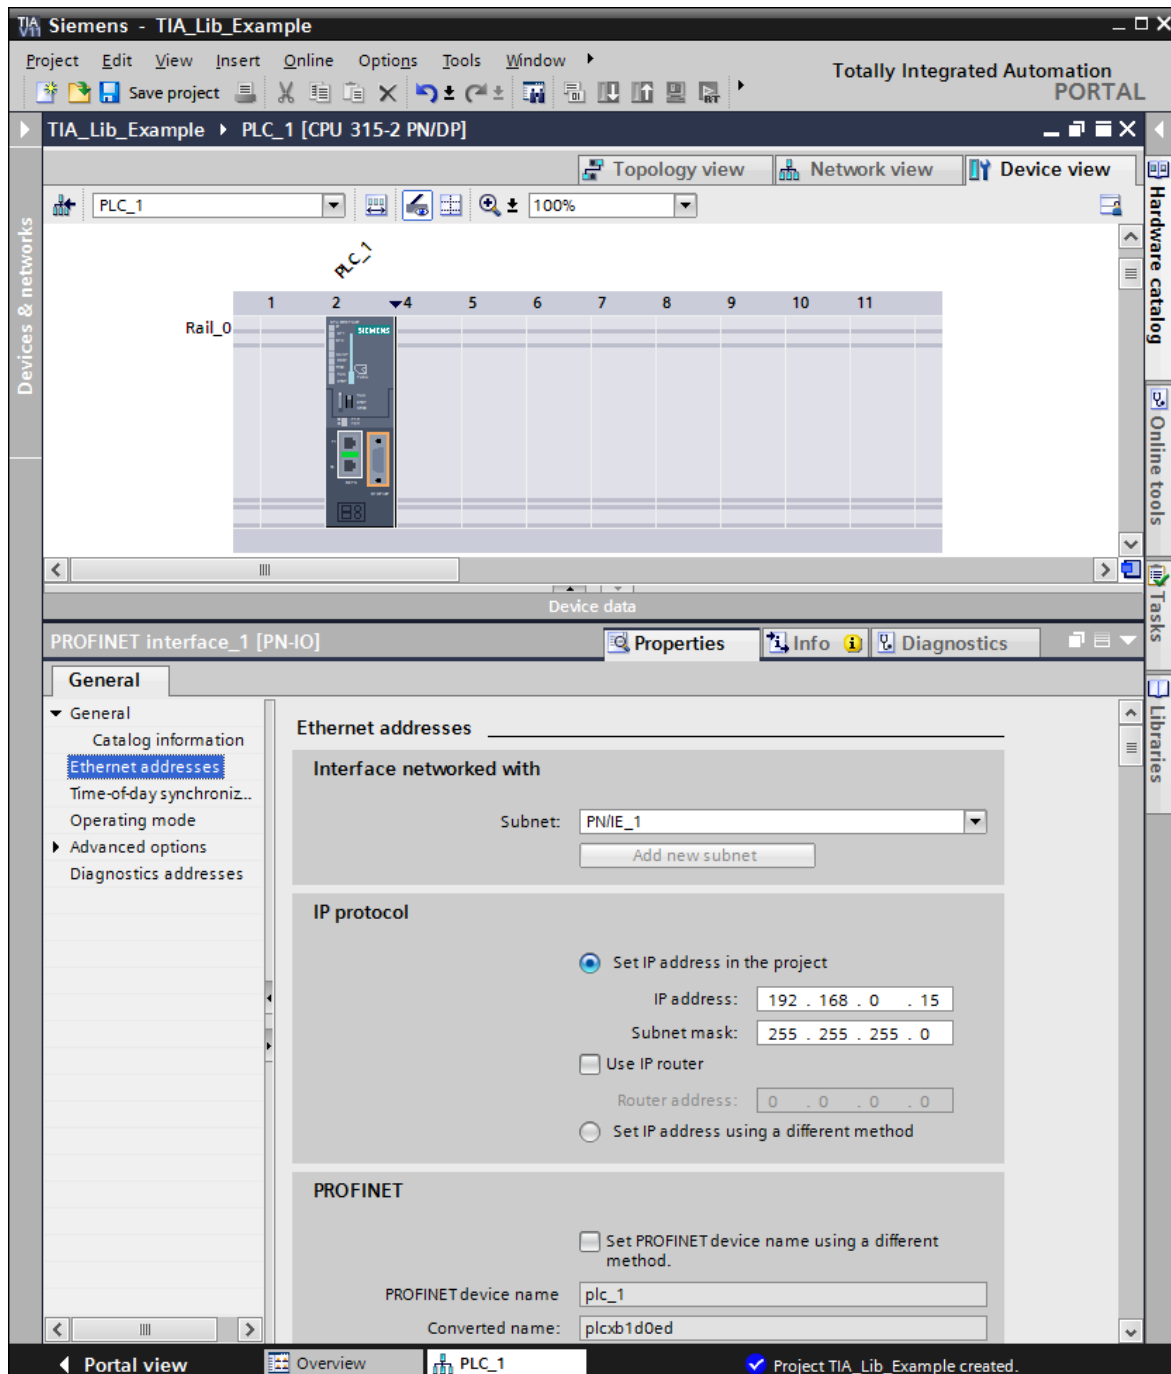 TIA V11 Siemens - TIA_Lib_Example
Project Edit View Insert Online Options Tools Window
Totally Integrated Automation
PORTAL
Save project
TIA_Lib_Example PLC_1 [CPU 315-2 PN/DP]
Topology view Network view Device view
PLC_1 100%
PLC_1
1 2 4 5 6 7 8 9 10 11
Rail_0
SIEMENS
Devices & networks
Hardware catalog
Online tools
Tasks
Libraries
Device data
PROFINET interface_1 [PN-IO] Properties Info Diagnostics
General
General
Catalog information
Ethernet addresses
Time-of-day synchroniz...
Operating mode
Advanced options
Diagnostics addresses
Ethernet addresses
Interface networked with
Subnet: PN/IE_1
Add new subnet
IP protocol
Set IP address in the project
IP address: 192 . 168 . 0 . 15
Subnet mask: 255 . 255 . 255 . 0
Use IP router
Router address: 0 . 0 . 0 . 0
Set IP address using a different method
PROFINET
Set PROFINET device name using a different
method.
PROFINET device name plc_1
Converted name: plcxb1d0ed
Portal view Overview PLC_1 Project TIA_Lib_Example created.